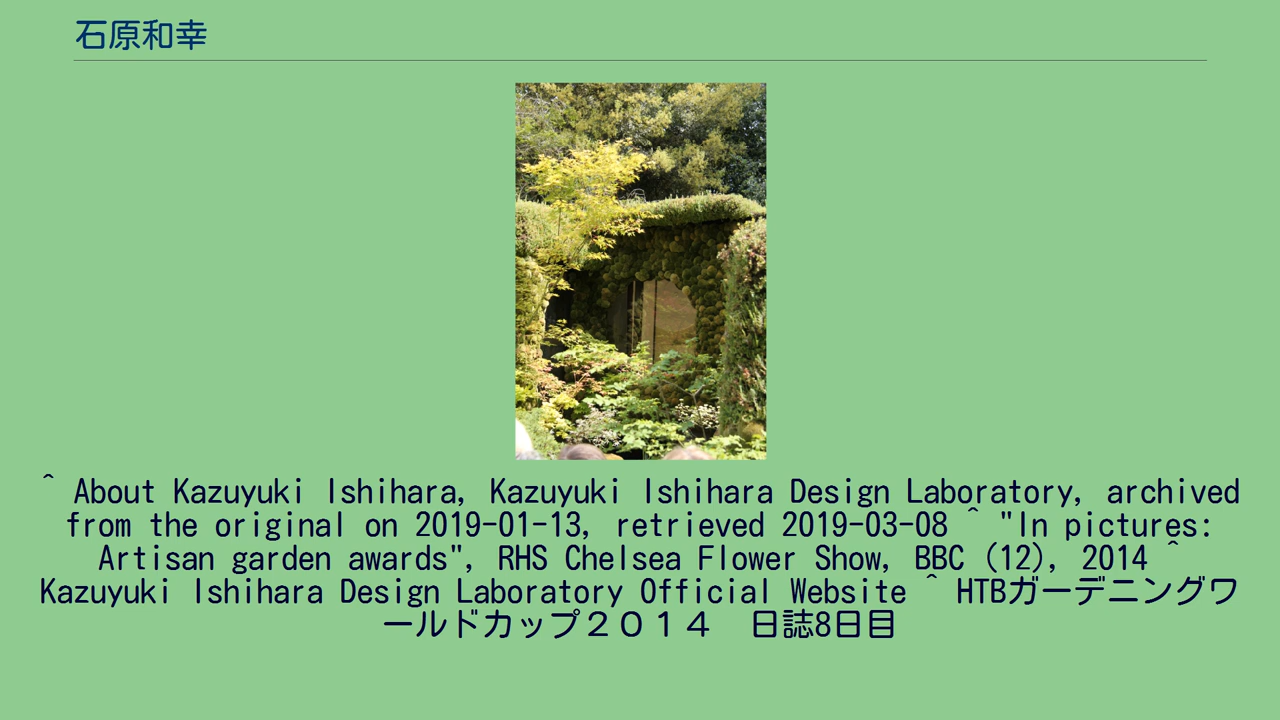 石原和幸
^ About Kazuyuki Ishihara, Kazuyuki Ishihara Design Laboratory, archived
from the original on 2019-01-13, retrieved 2019-03-08 ^ "In pictures:
Artisan garden awards", RHS Chelsea Flower Show, BBC (12), 2014 ^
Kazuyuki Ishihara Design Laboratory Official Website ^ HTBガーデニングワ
ールドカップ２０１４　日誌8日目